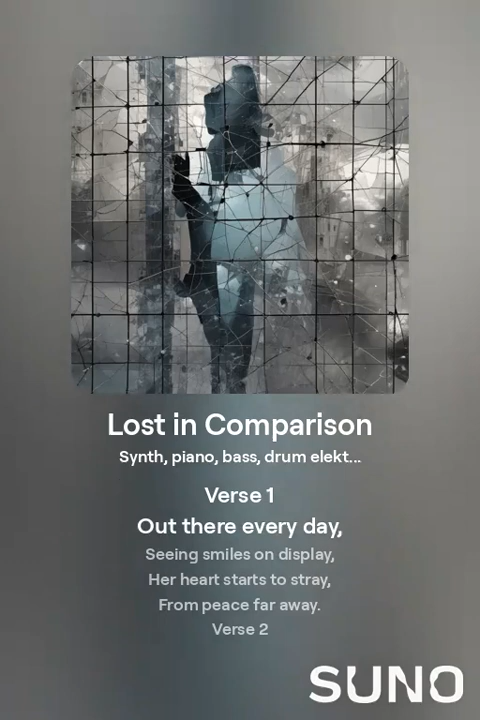 Lost in Comparison
Synth, piano, bass, drum elekt...
Verse 1
Out there every day,
Seeing smiles on display,
Her heart starts to stray,
From peace far away.
Verse 2
SUNO